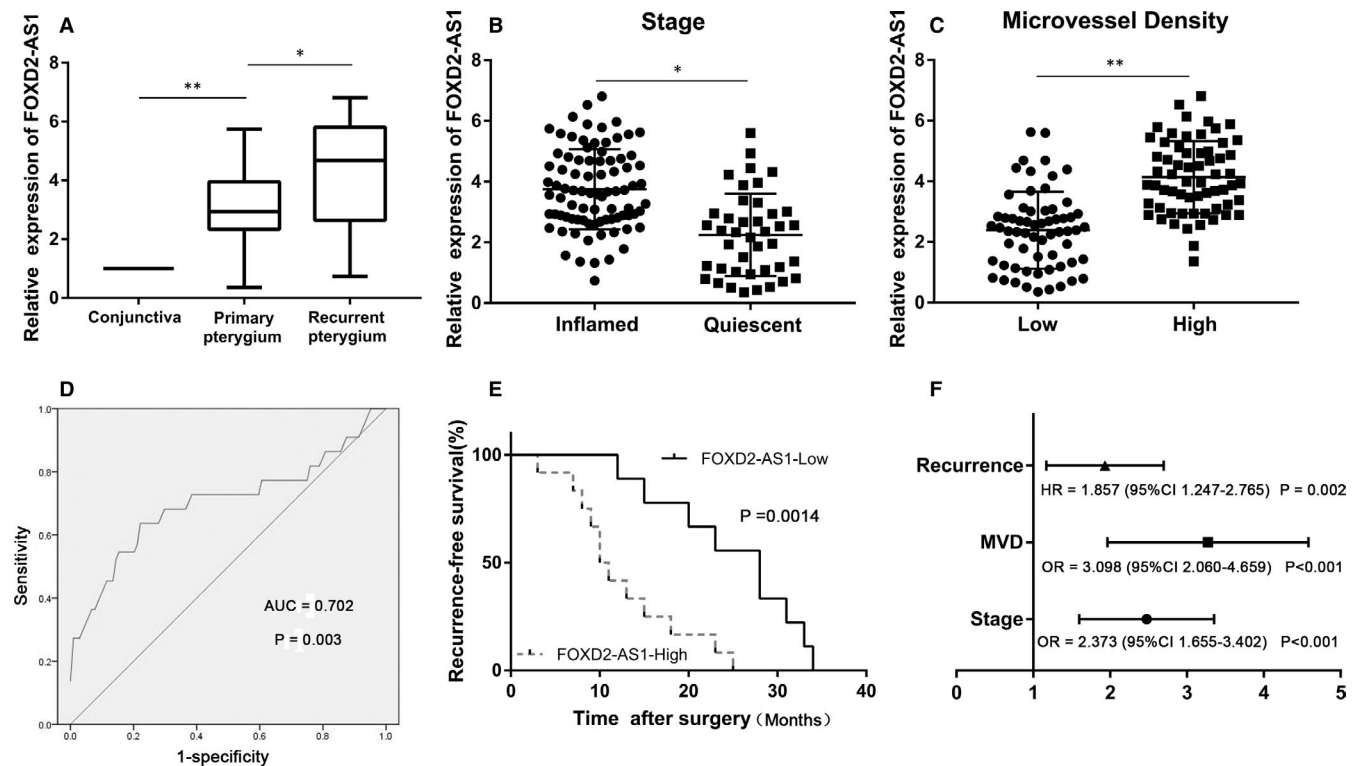 A
Relative expression of FOXD2-AS1
8
6
4
2
0
**
*
Conjunctiva
Primary
pterygium
Recurrent
pterygium
B
Stage
Relative expression of FOXD2-AS1
8
6
4
2
0
*
Inflamed
Quiescent
C
Microvessel Density
Relative expression of FOXD2-AS1
8
6
4
2
0
**
Low
High
D
Sensitivity
1.0
0.8
0.6
0.4
0.2
0.0
AUC = 0.702
P = 0.003
0.0 0.2 0.4 0.6 0.8 1.0
1-specificity
E
Recurrence-free survival(%)
100
50
0
FOXD2-AS1-Low
P =0.0014
FOXD2-AS1-High
0 10 20 30 40
Time after surgery（Months）
F
Recurrence
HR = 1.857 (95%CI 1.247-2.765) P = 0.002
MVD
OR = 3.098 (95%CI 2.060-4.659) P<0.001
Stage
OR = 2.373 (95%CI 1.655-3.402) P<0.001
0 1 2 3 4 5